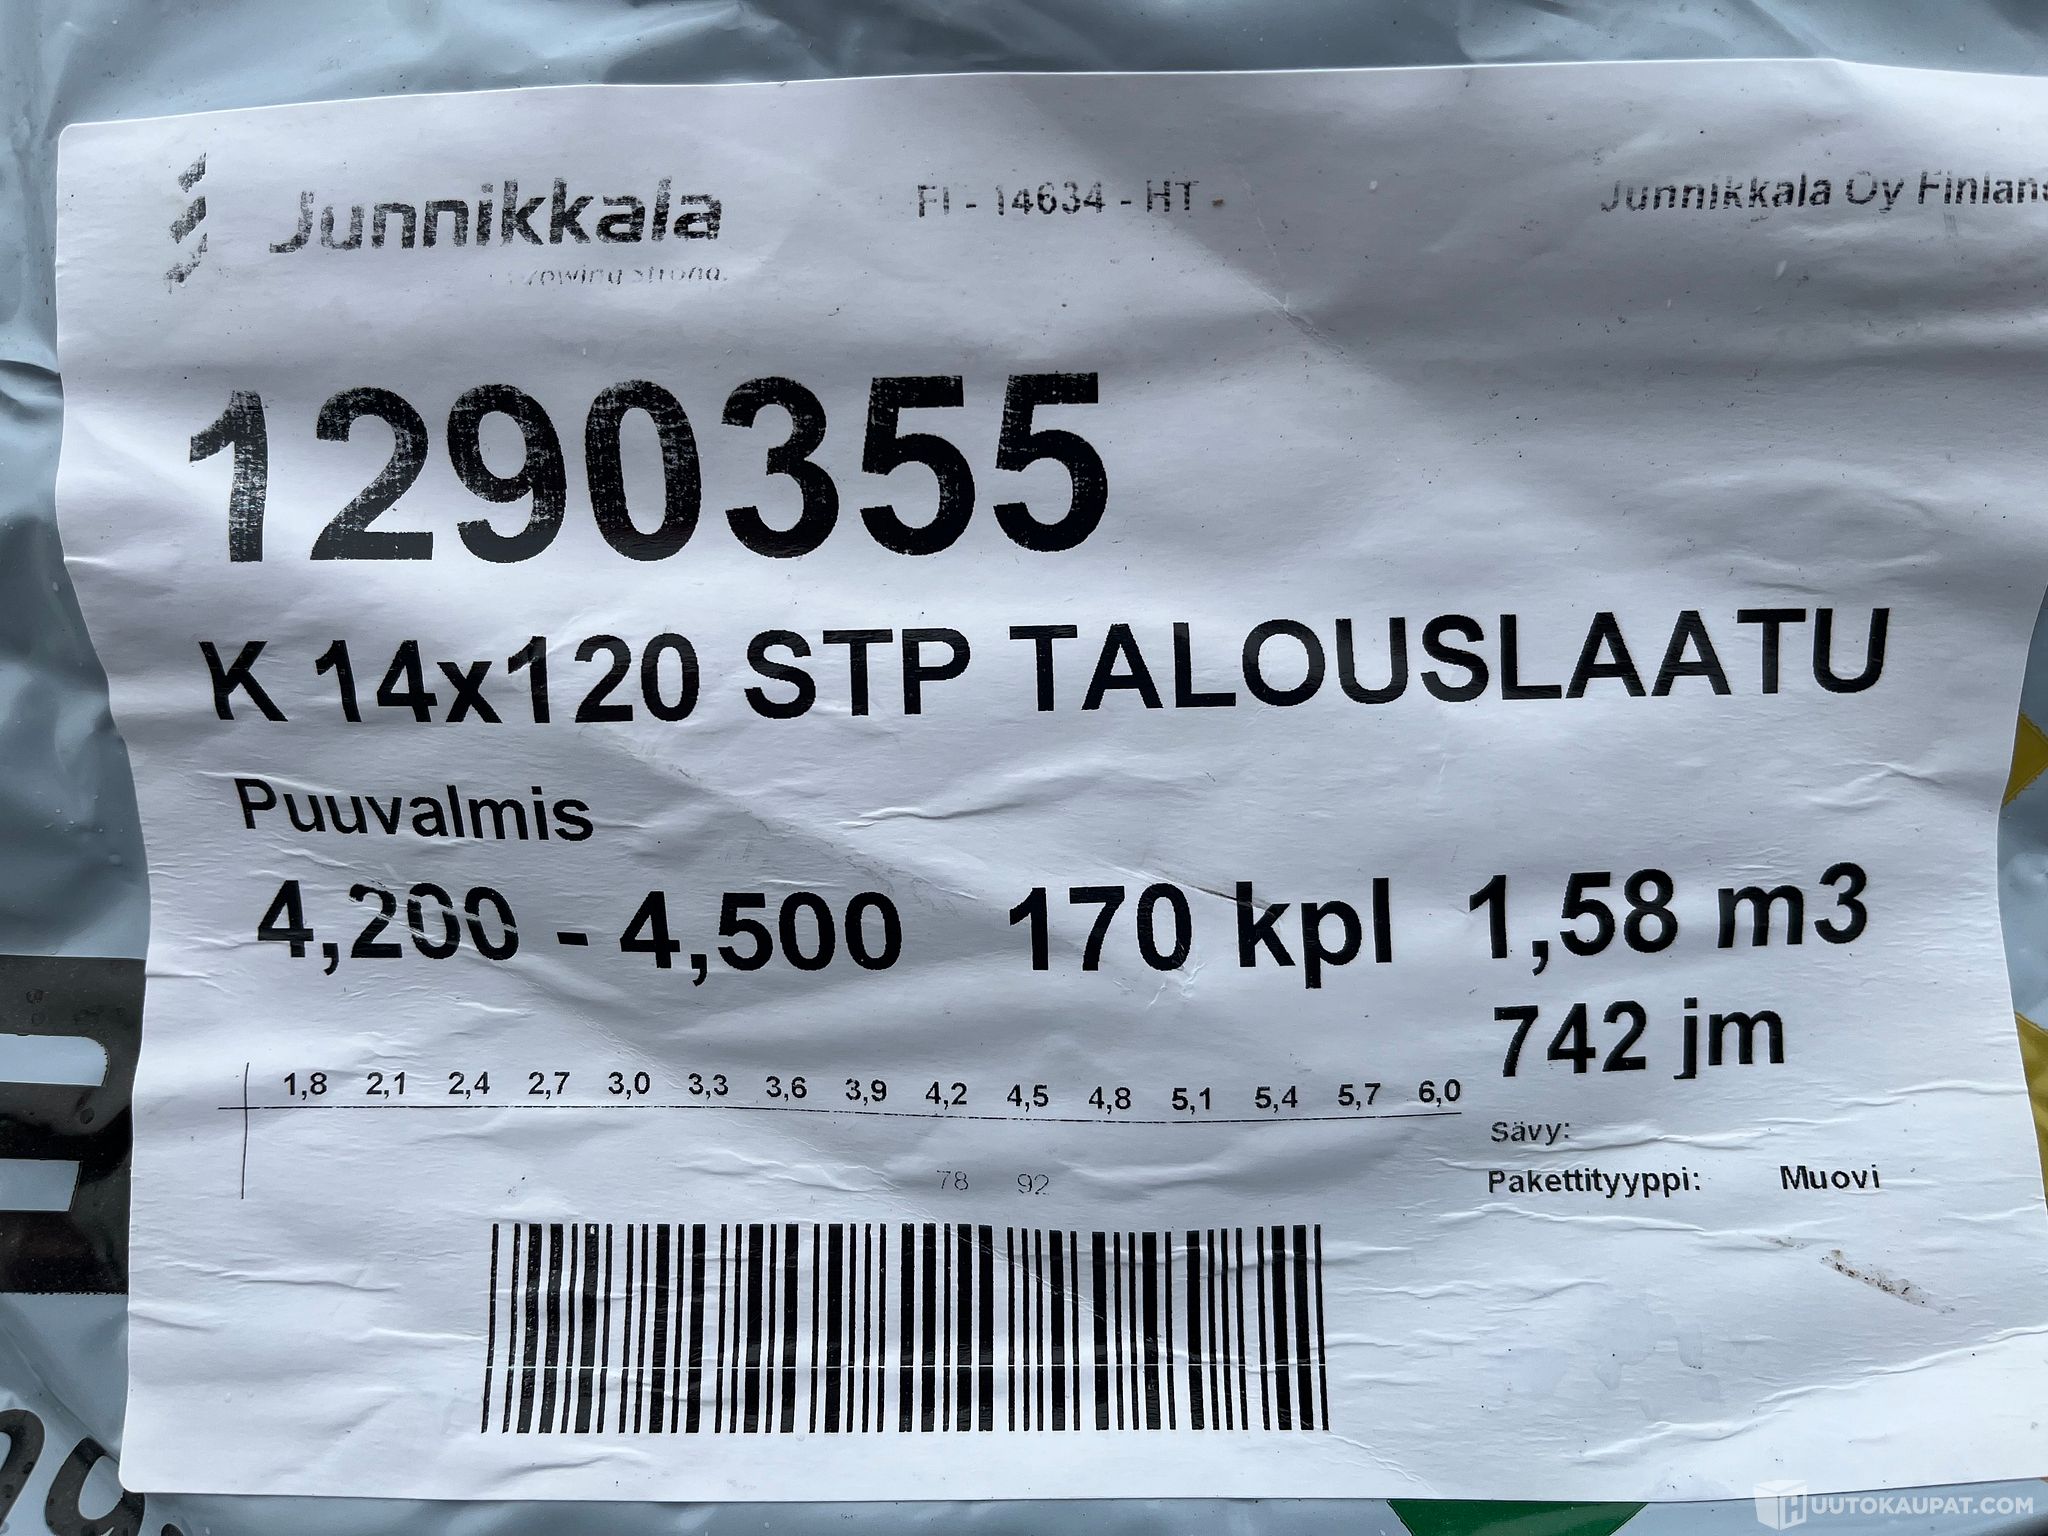 Junnikkala
FI - 14634 - HT
Junnikkala Oy Finlan
Growing Strong.
1290355
K 14x120 STP TALOUSLAATU
Puuvalmis
4,200 - 4,500 170 kpl 1,58 m3
742 jm
1,8 2,1 2,4 2,7 3,0 3,3 3,6 3,9 4,2 4,5 4,8 5,1 5,4 5,7 6,0
Sävy:
78 92
Pakettityyppi: Muovi
HUUTOKAUPAT.COM